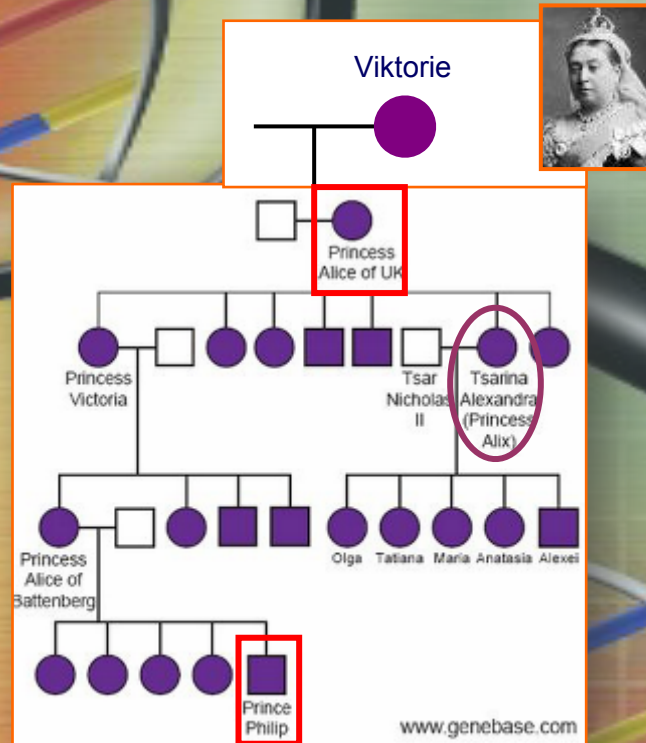 Viktorie
Princess
Alice of UK
Princess
Victoria
Tsar
Nicholas
II
Tsarina
Alexandra
(Princess
Alix)
Princess
Alice of
Battenberg
Olga
Tatiana
Maria
Anatasia
Alexei
Prince
Philip
www.genebase.com